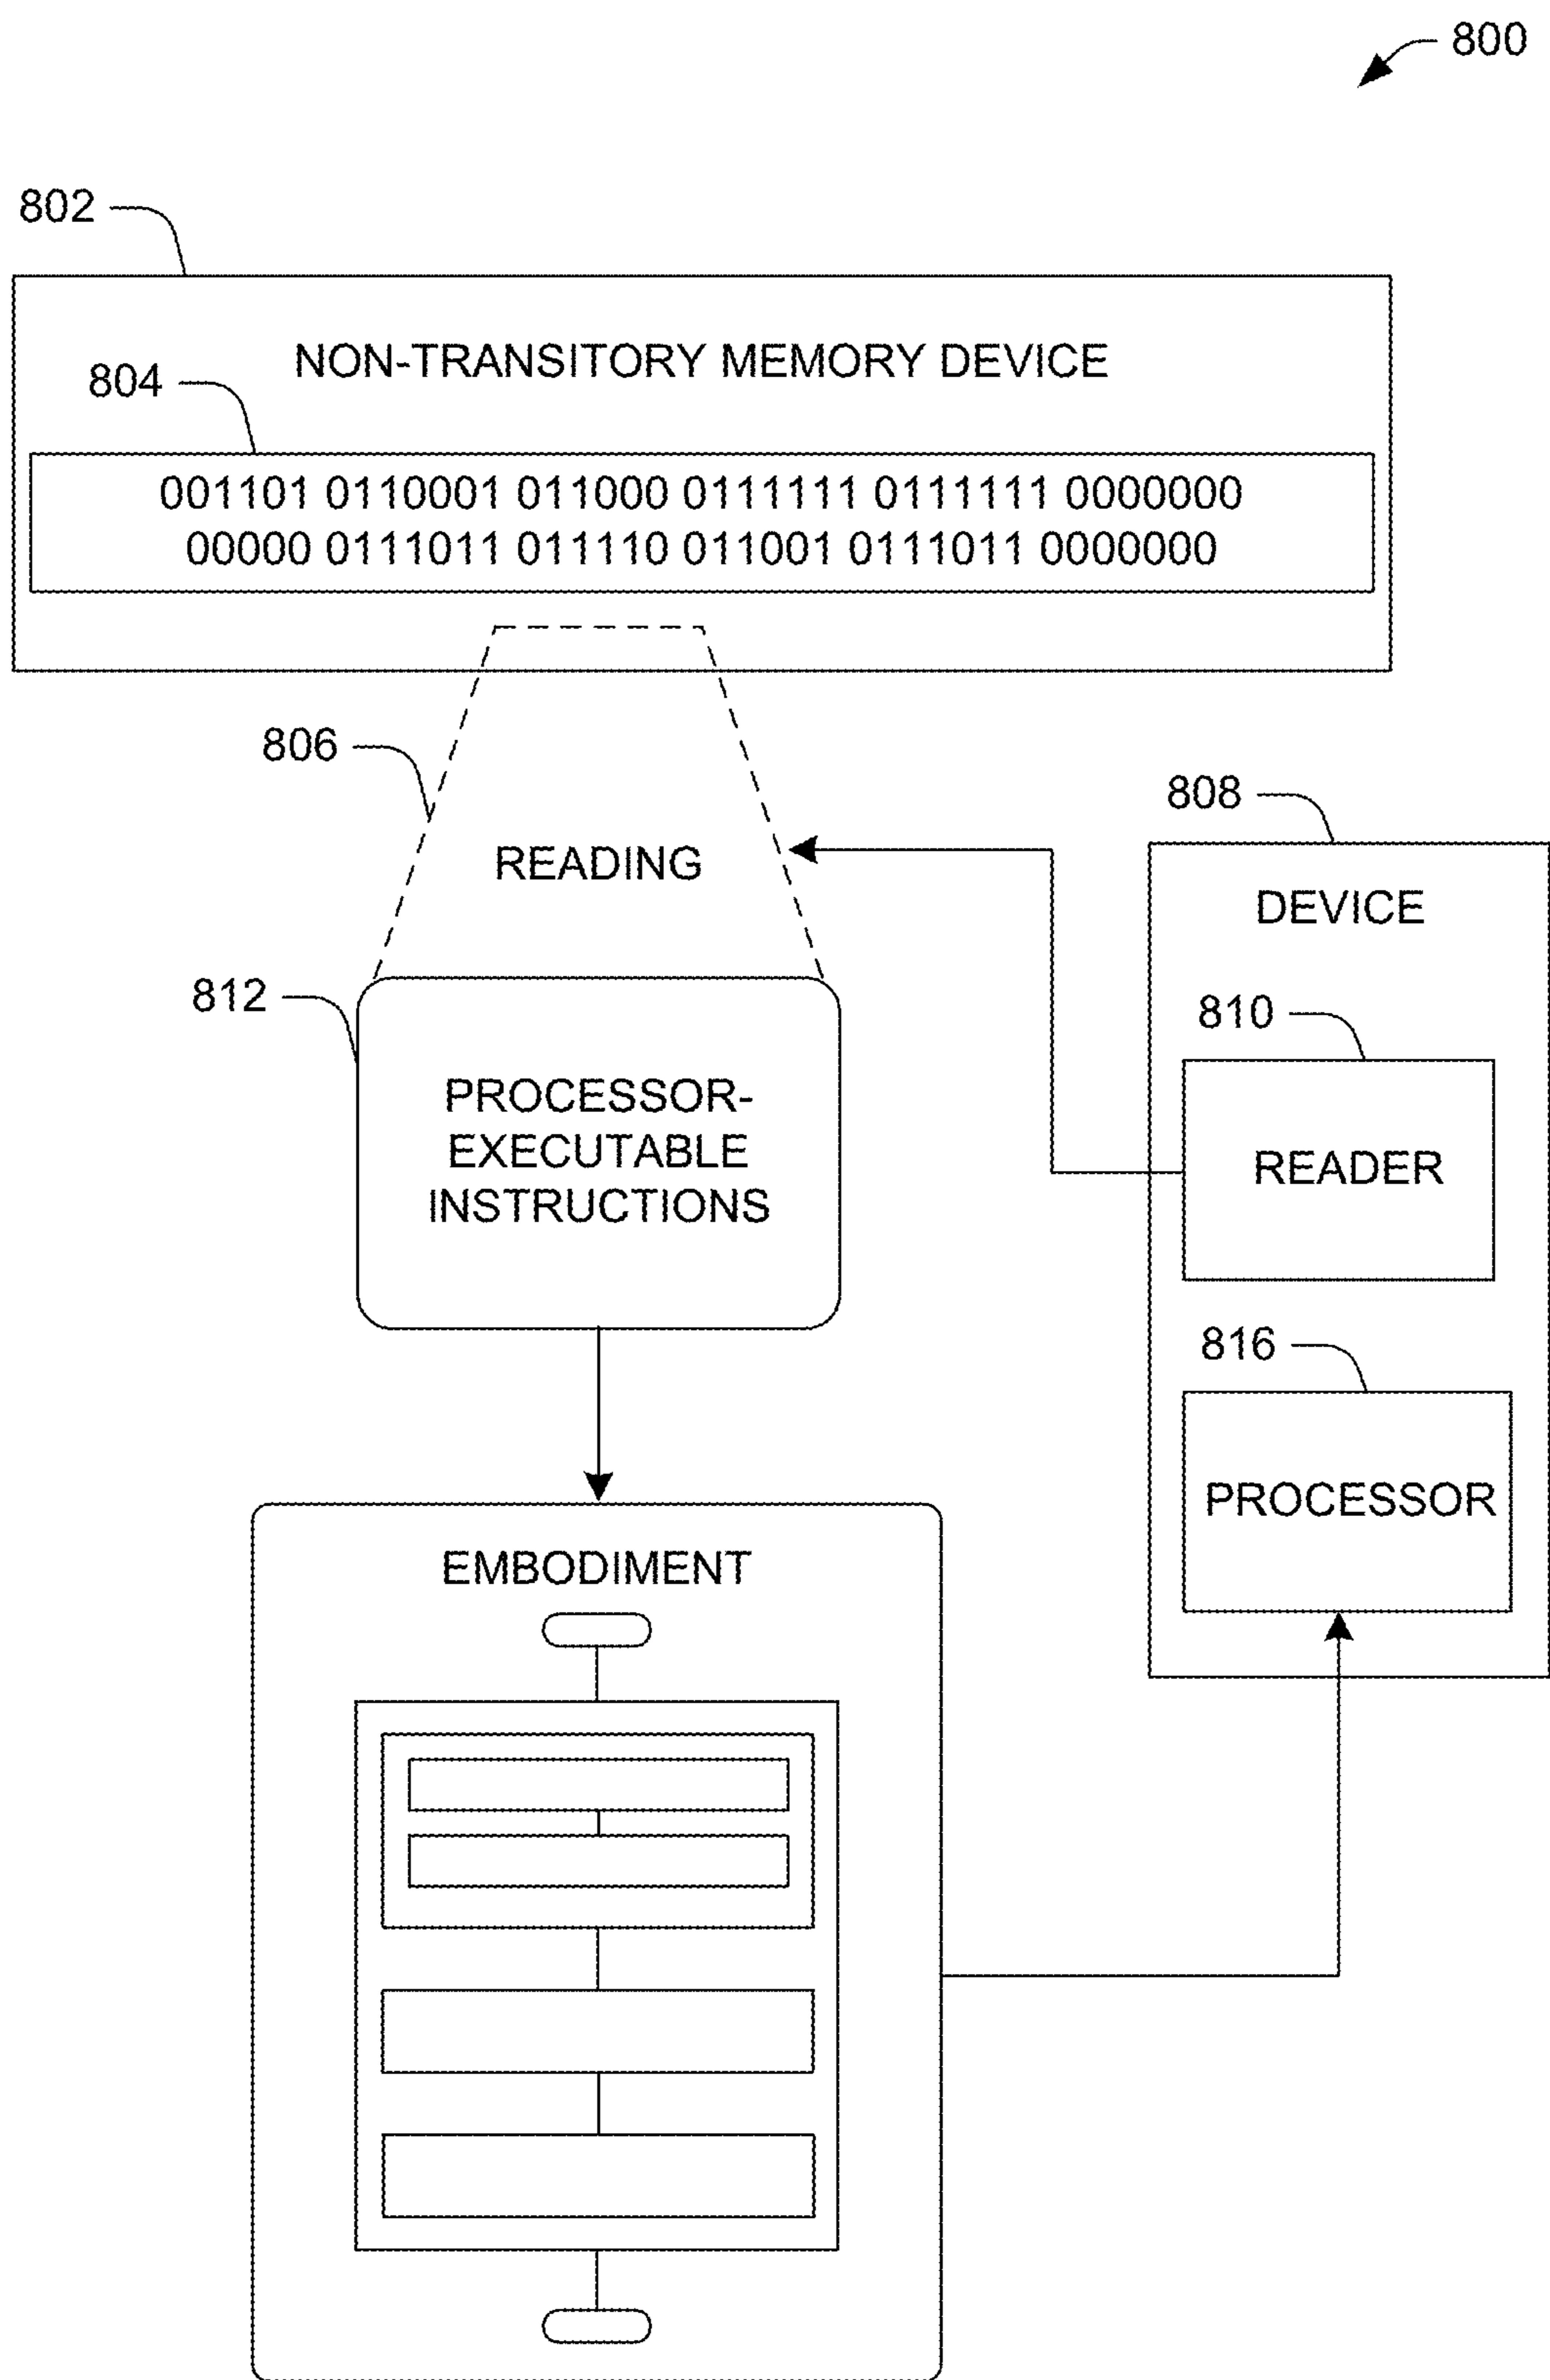 800
802
NON-TRANSITORY MEMORY DEVICE
804
001101 0110001 011000 0111111 0111111 0000000
00000 0111011 011110 011001 0111011 0000000
806
READING
808
DEVICE
812
810
PROCESSOR-
EXECUTABLE
INSTRUCTIONS
READER
816
PROCESSOR
EMBODIMENT